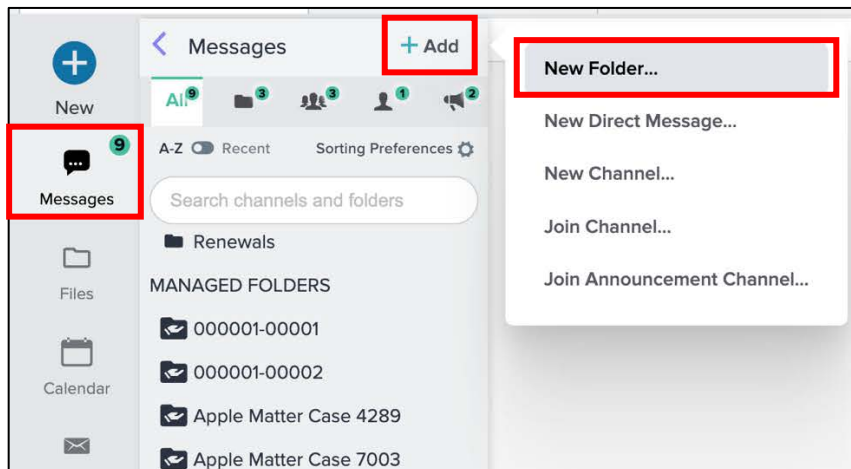 New
9
Messages
Files
Calendar
Messages
+ Add
All 9
3
3
1
2
A-Z
Recent
Sorting Preferences
Search channels and folders
Renewals
MANAGED FOLDERS
000001-00001
000001-00002
Apple Matter Case 4289
Apple Matter Case 7003
New Folder...
New Direct Message...
New Channel...
Join Channel...
Join Announcement Channel...